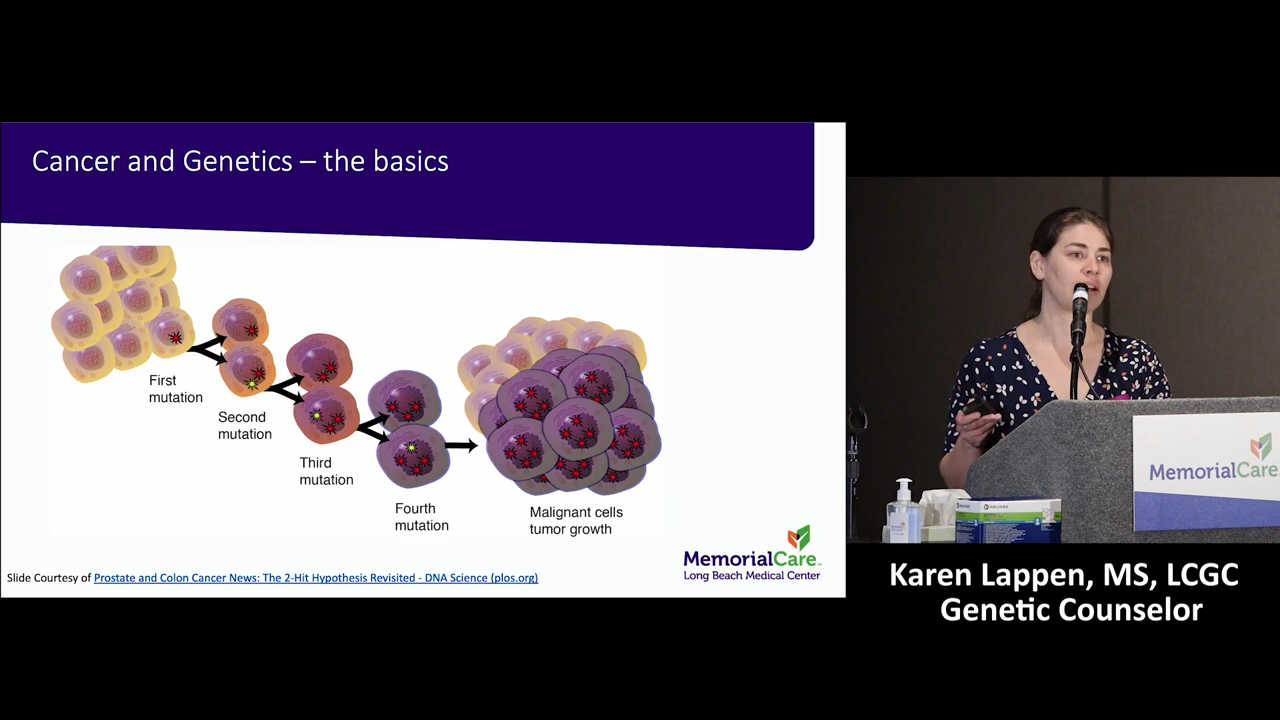 Cancer and Genetics – the basics
First
mutation
Second
mutation
Third
mutation
Fourth
mutation
Malignant cells
tumor growth
MemorialCare™
Long Beach Medical Center
Slide Courtesy of Prostate and Colon Cancer News: The 2-Hit Hypothesis Revisited - DNA Science (plos.org)
MemorialCare
HALYARD
Karen Lappen, MS, LCGC
Genetic Counselor